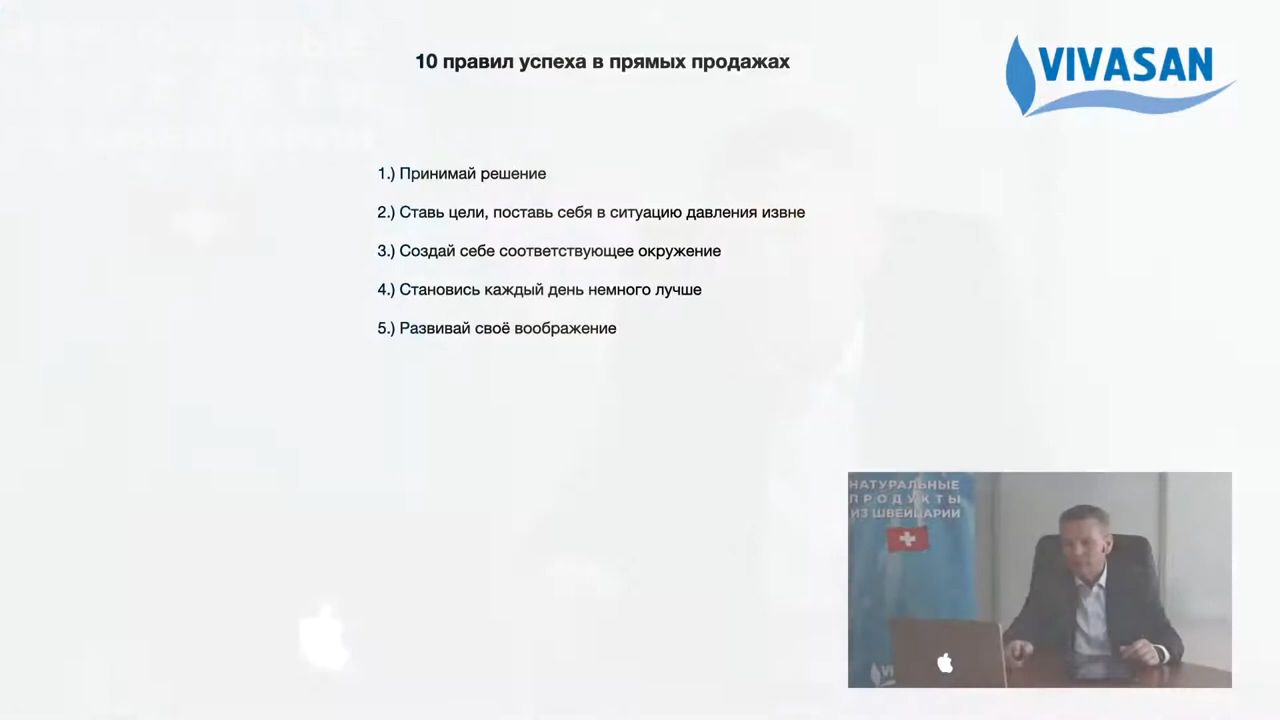 10 правил успеха в прямых продажах
VIVASAN
1.) Принимай решение
2.) Ставь цели, поставь себя в ситуацию давления извне
3.) Создай себе соответствующее окружение
4.) Становись каждый день немного лучше
5.) Развивай своё воображение
НАТУРАЛЬНЫЕ
ПРОДУКТЫ
ИЗ ШВЕЙЦАРИИ